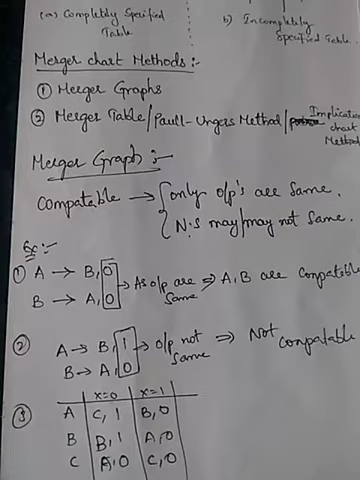 (a) Completely Specified Table
b) Incompletely Specified Table.
Merger chart Methods :-
① Merger Graphs
② Merger Table/Paull-Ungers Method/Implication chart Method
Merger Graph :-
Compatable → { only o/p's are same.
{ N.S may/may not same.
Ex:-
① A → B, 0
B → A, 0 → As o/p are same ⇒ A, B are compatible
② A → B, 1
B → A, 0 → o/p not same ⇒ Not compatable
③ x=0 x=1
A C, 1 B, 0
B B, 1 A, 0
C A, 0 C, 0